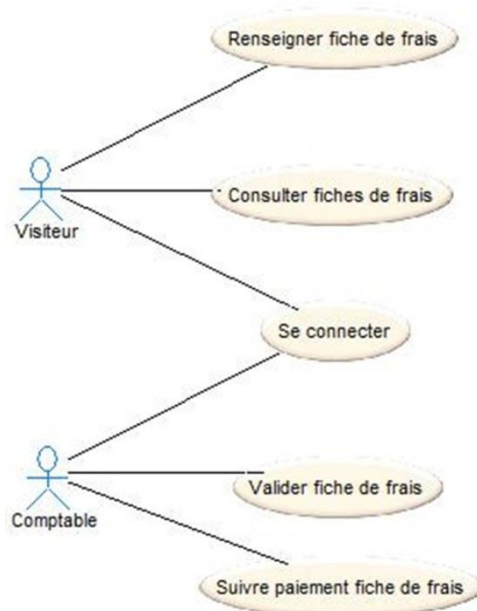 Renseigner fiche de frais
Consulter fiches de frais
Visiteur
Se connecter
Valider fiche de frais
Comptable
Suivre paiement fiche de frais